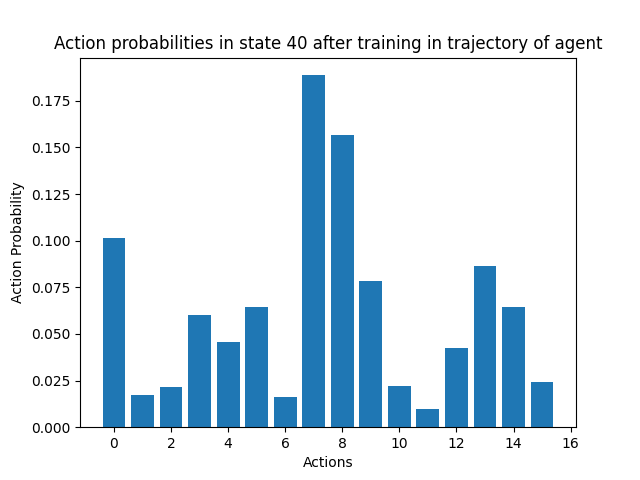 Action probabilities in state 40 after training in trajectory of agent
Action Probability
0.175
0.150
0.125
0.100
0.075
0.050
0.025
0.000
0 2 4 6 8 10 12 14 16
Actions